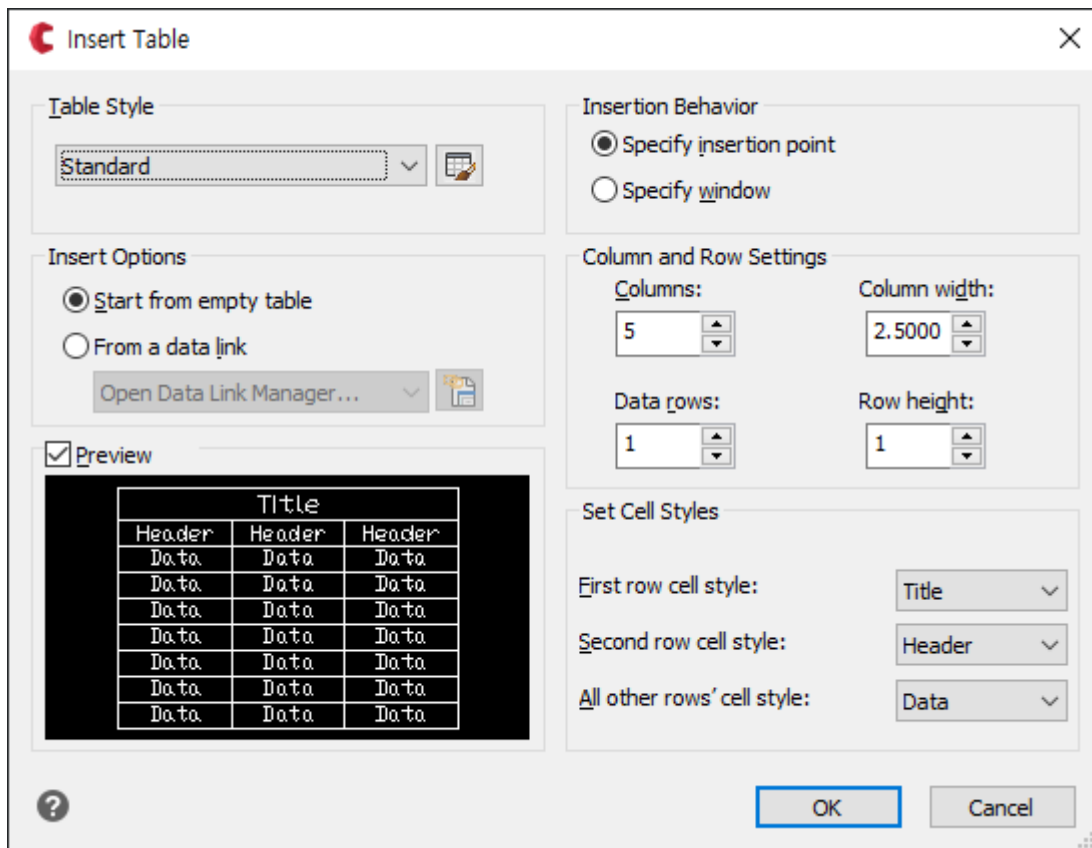 Insert Table
Table Style
Standard
Insert Options
Start from empty table
From a data link
Open Data Link Manager...
Preview
Title
Header Header Header
Data Data Data
Data Data Data
Data Data Data
Data Data Data
Data Data Data
Data Data Data
Data Data Data
Insertion Behavior
Specify insertion point
Specify window
Column and Row Settings
Columns: Column width:
5 2.5000
Data rows: Row height:
1 1
Set Cell Styles
First row cell style: Title
Second row cell style: Header
All other rows’ cell style: Data
?
OK Cancel